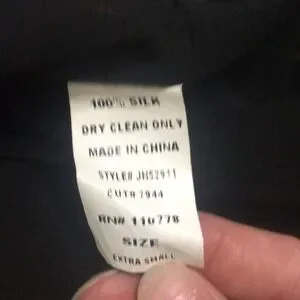 100% SILK
DRY CLEAN ONLY
MADE IN CHINA
STYLE# JH52911
CUT# 7944
RN# 110778
SIZE
EXTRA SMALL